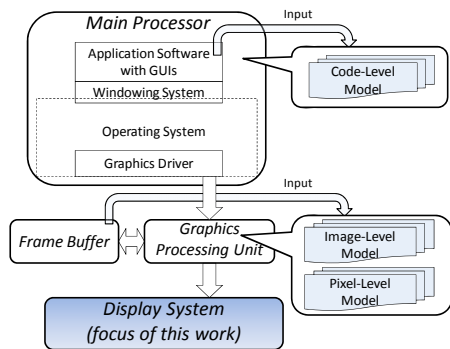 Main Processor
Input
Application Software
with GUIs
Windowing System
Code-Level
Model
Operating System
Graphics Driver
Input
Frame Buffer
Graphics
Processing Unit
Image-Level
Model
Pixel-Level
Model
Display System
(focus of this work)